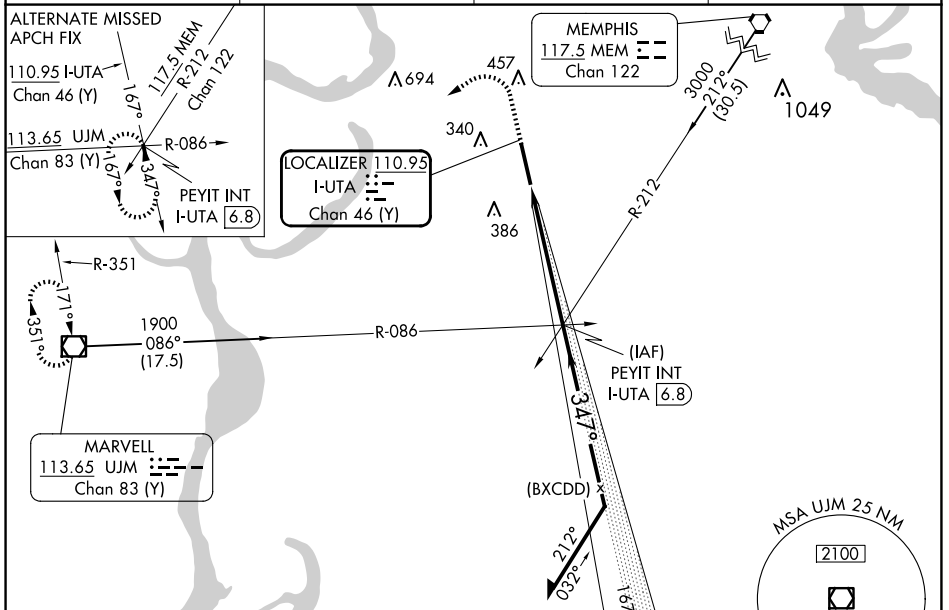 ALTERNATE MISSED
APCH FIX
110.95 I-UTA
Chan 46 (Y)
117.5 MEM
R-212
Chan 122
167°
113.65 UJM
Chan 83 (Y)
R-086
167°
347°
PEYIT INT
I-UTA 6.8
694
457
MEMPHIS
117.5 MEM
Chan 122
3000
212°
(30.5)
1049
340
LOCALIZER 110.95
I-UTA
Chan 46 (Y)
386
R-212
R-351
171°
351°
1900
086°
(17.5)
R-086
(IAF)
PEYIT INT
I-UTA 6.8
347°
MARVELL
113.65 UJM
Chan 83 (Y)
(BXCDD) x
212°
032°
167
MSA UJM 25 NM
2100